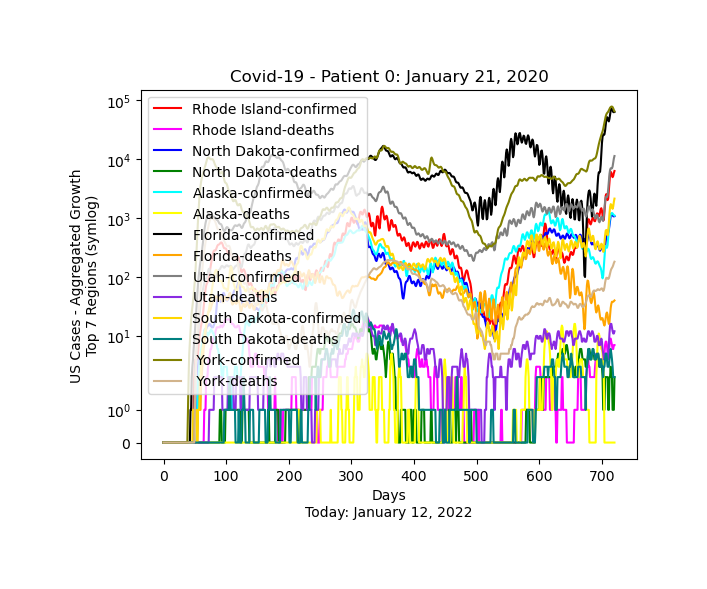 Covid-19 - Patient 0: January 21, 2020
US Cases - Aggregated Growth
Top 7 Regions (symlog)
10^5
10^4
10^3
10^2
10^1
10^0
0
Rhode Island-confirmed
Rhode Island-deaths
North Dakota-confirmed
North Dakota-deaths
Alaska-confirmed
Alaska-deaths
Florida-confirmed
Florida-deaths
Utah-confirmed
Utah-deaths
South Dakota-confirmed
South Dakota-deaths
York-confirmed
York-deaths
0 100 200 300 400 500 600 700
Days
Today: January 12, 2022